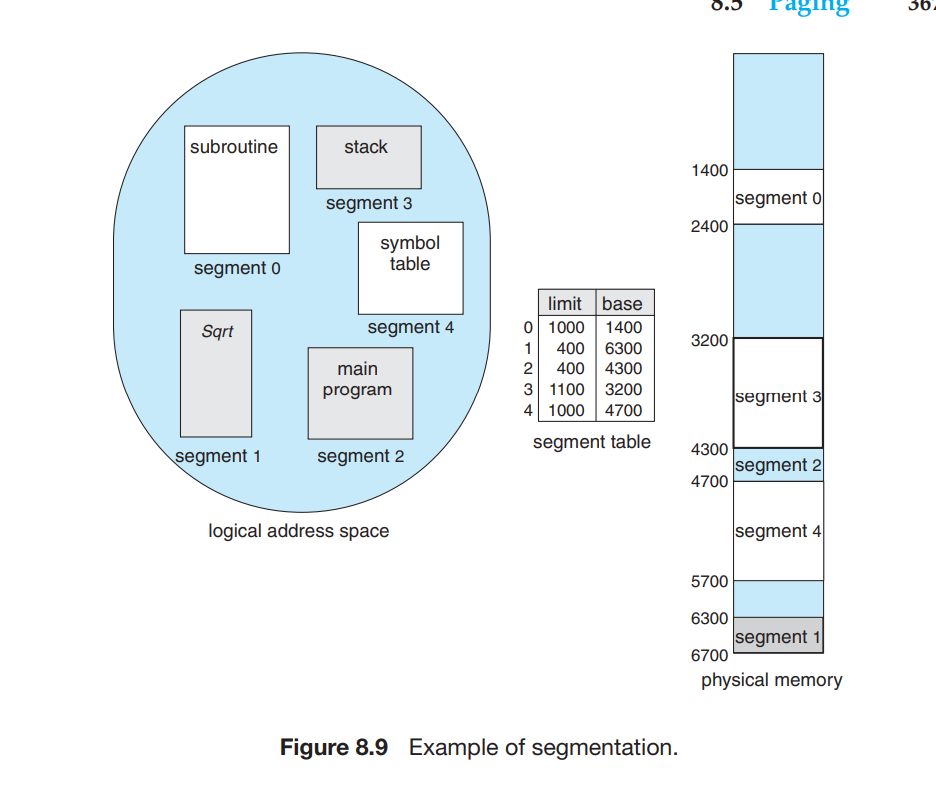 8.5 Paging
subroutine
segment 0
stack
segment 3
symbol
table
segment 4
Sqrt
segment 1
main
program
segment 2
logical address space
limit base
0 1000 1400
1 400 6300
2 400 4300
3 1100 3200
4 1000 4700
segment table
1400
segment 0
2400
3200
segment 3
4300
segment 2
4700
segment 4
5700
6300
segment 1
6700
physical memory
Figure 8.9 Example of segmentation.